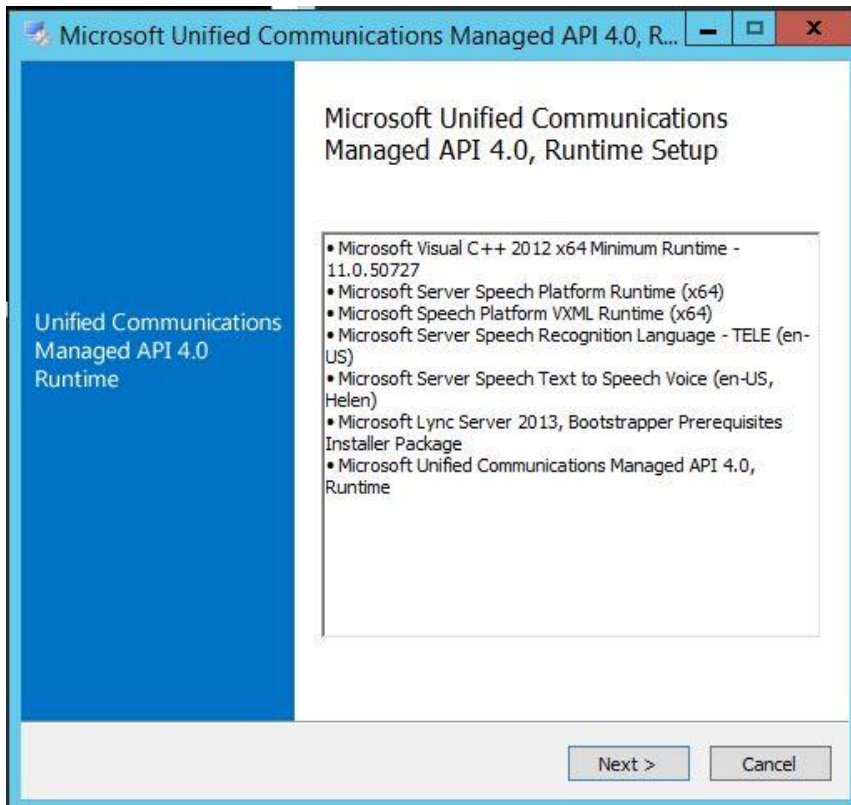 Microsoft Unified Communications Managed API 4.0, R...
X
Microsoft Unified Communications
Managed API 4.0, Runtime Setup
Unified Communications
Managed API 4.0
Runtime
• Microsoft Visual C++ 2012 x64 Minimum Runtime -
11.0.50727
• Microsoft Server Speech Platform Runtime (x64)
• Microsoft Speech Platform VXML Runtime (x64)
• Microsoft Server Speech Recognition Language - TELE (en-
US)
• Microsoft Server Speech Text to Speech Voice (en-US,
Helen)
• Microsoft Lync Server 2013, Bootstrapper Prerequisites
Installer Package
• Microsoft Unified Communications Managed API 4.0,
Runtime
Next >
Cancel